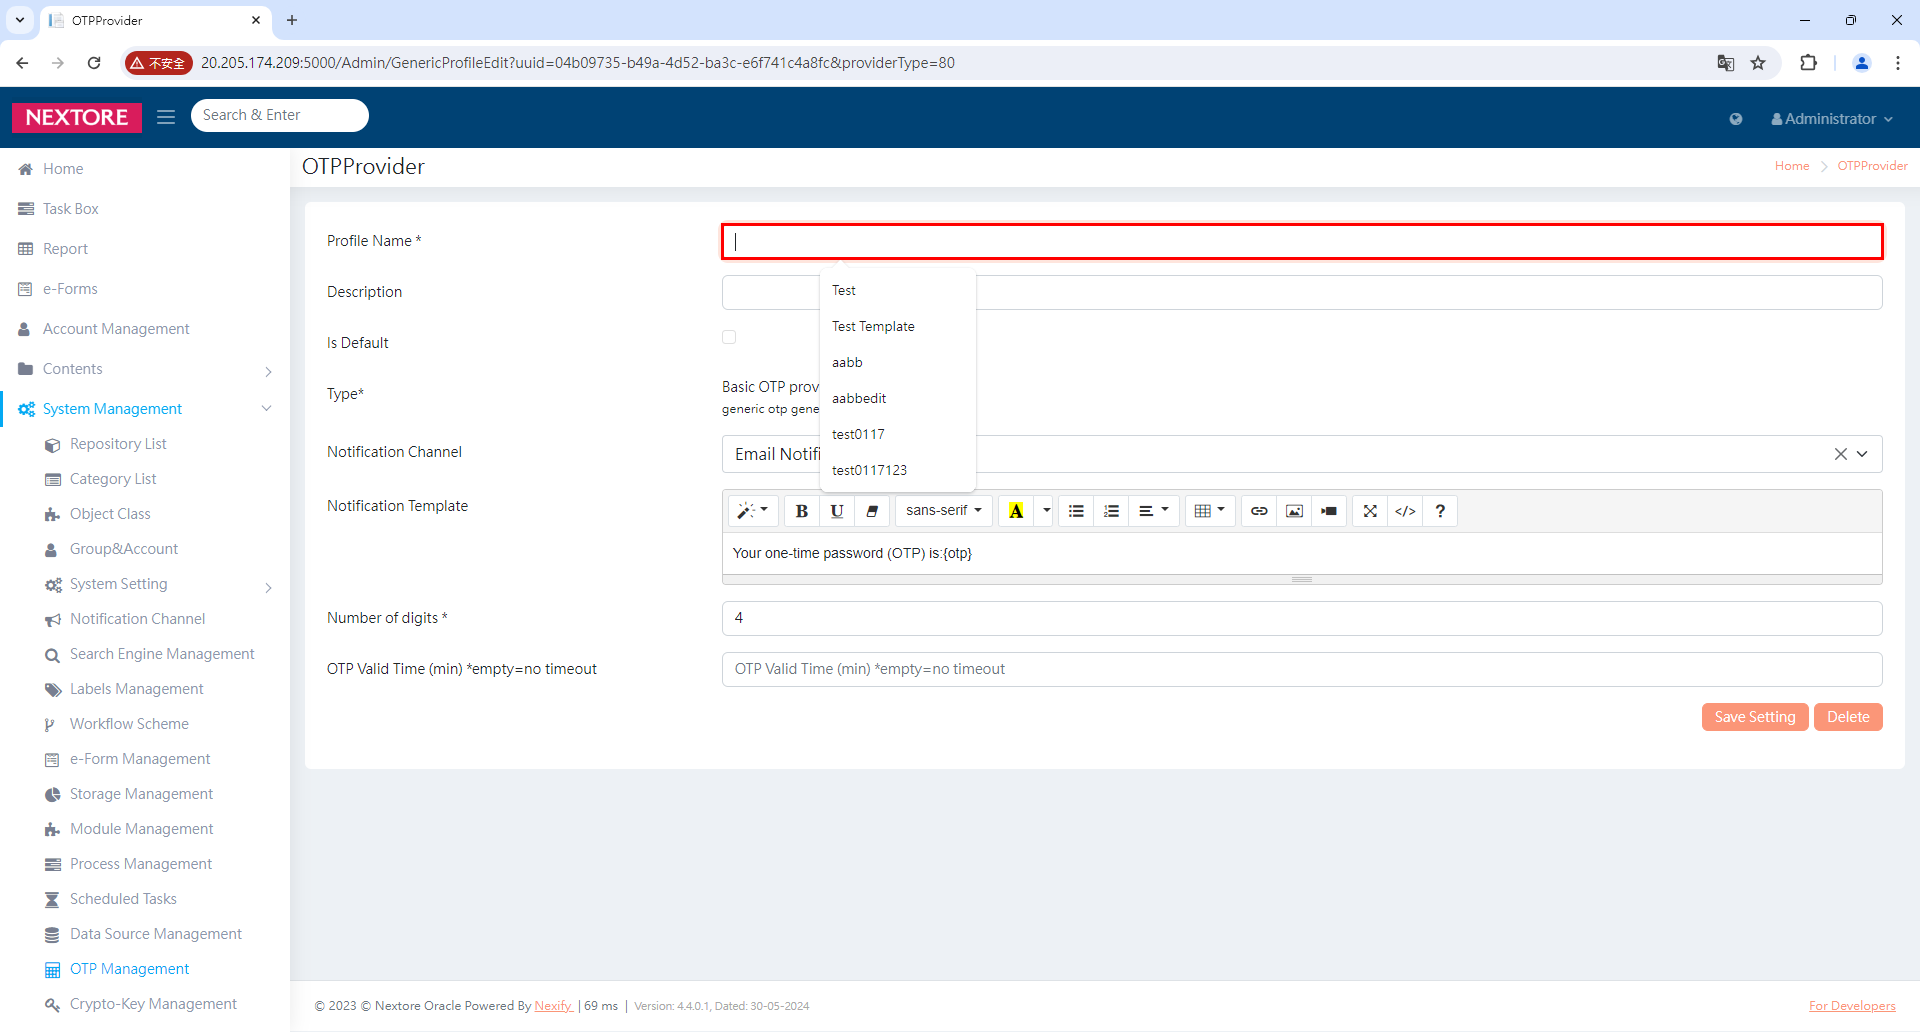 OTPProvider
不安全
20.205.174.209:5000/Admin/GenericProfileEdit?uuid=04b09735-b49a-4d52-ba3c-e6f741c4a8fc&providerType=80
NEXTORE
Search & Enter
Administrator
Home
Task Box
Report
e-Forms
Account Management
Contents
System Management
Repository List
Category List
Object Class
Group&Account
System Setting
Notification Channel
Search Engine Management
Labels Management
Workflow Scheme
e-Form Management
Storage Management
Module Management
Process Management
Scheduled Tasks
Data Source Management
OTP Management
Crypto-Key Management
OTPProvider
Home > OTPProvider
Profile Name *
Description
Is Default
Type*
Basic OTP prov
generic otp gene
Test
Test Template
aabb
aabbedit
test0117
test0117123
Notification Channel
Email Notifi
Notification Template
B U sans-serif A </> ?
Your one-time password (OTP) is:{otp}
Number of digits *
4
OTP Valid Time (min) *empty=no timeout
OTP Valid Time (min) *empty=no timeout
Save Setting
Delete
© 2023 © Nextore Oracle Powered By Nexify | 69 ms | Version: 4.4.0.1, Dated: 30-05-2024
For Developers